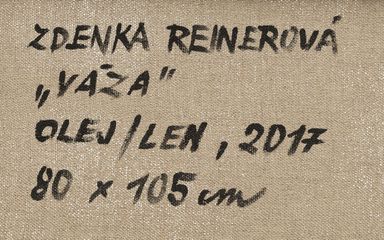 ZDENKA REINEROVÁ
„VÁZA"
OLEJ/LEN, 2017
80 x 105 cm